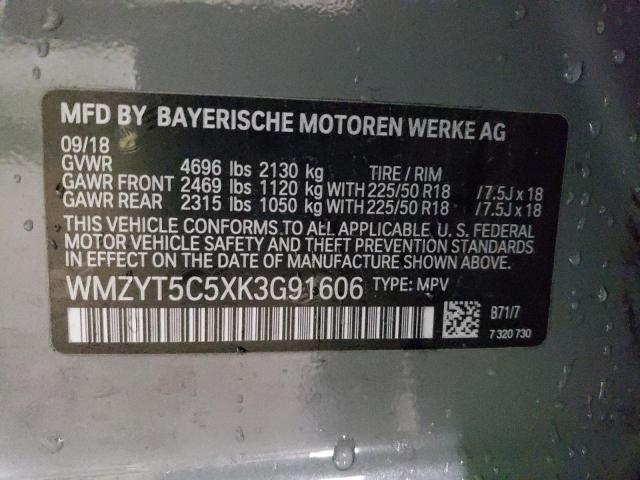 MFD BY BAYERISCHE MOTOREN WERKE AG
09/18
GVWR 4696 lbs 2130 kg TIRE / RIM
GAWR FRONT 2469 lbs 1120 kg WITH 225/50 R18 /7.5J x 18
GAWR REAR 2315 lbs 1050 kg WITH 225/50 R18 /7.5J x 18
THIS VEHICLE CONFORMS TO ALL APPLICABLE U. S. FEDERAL
MOTOR VEHICLE SAFETY AND THEFT PREVENTION STANDARDS
IN EFFECT ON THE DATE OF MANUFACTURE SHOWN ABOVE.
WMZYT5C5XK3G91606 TYPE: MPV
B71/7
7 320 730